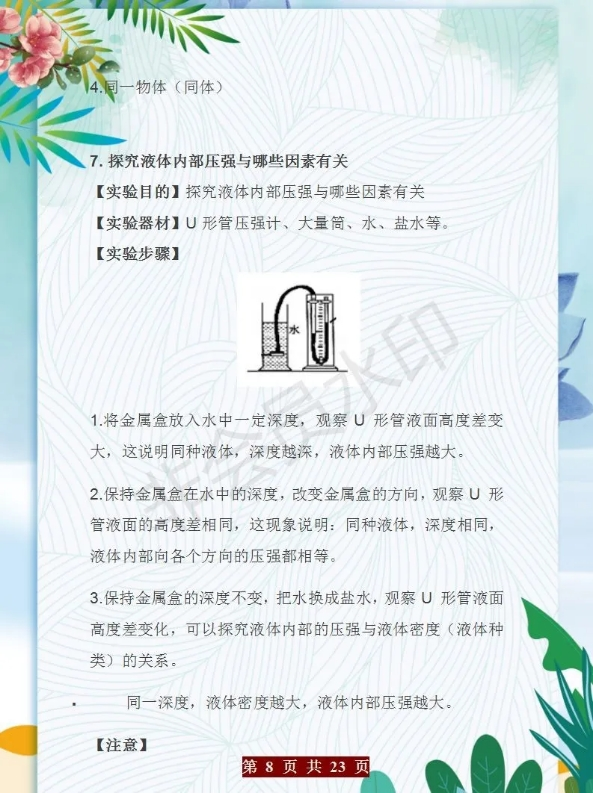 4.同一物体（同体）
7. 探究液体内部压强与哪些因素有关
【实验目的】探究液体内部压强与哪些因素有关
【实验器材】U 形管压强计、大量筒、水、盐水等。
【实验步骤】
水
1.将金属盒放入水中一定深度，观察 U 形管液面高度差变
大，这说明同种液体，深度越深，液体内部压强越大。
2.保持金属盒在水中的深度，改变金属盒的方向，观察 U 形
管液面的高度差相同，这现象说明：同种液体，深度相同，
液体内部向各个方向的压强都相等。
3.保持金属盒的深度不变，把水换成盐水，观察 U 形管液面
高度差变化，可以探究液体内部的压强与液体密度（液体种
类）的关系。
▪ 同一深度，液体密度越大，液体内部压强越大。
【注意】
第 8 页 共 23 页
非会员水印